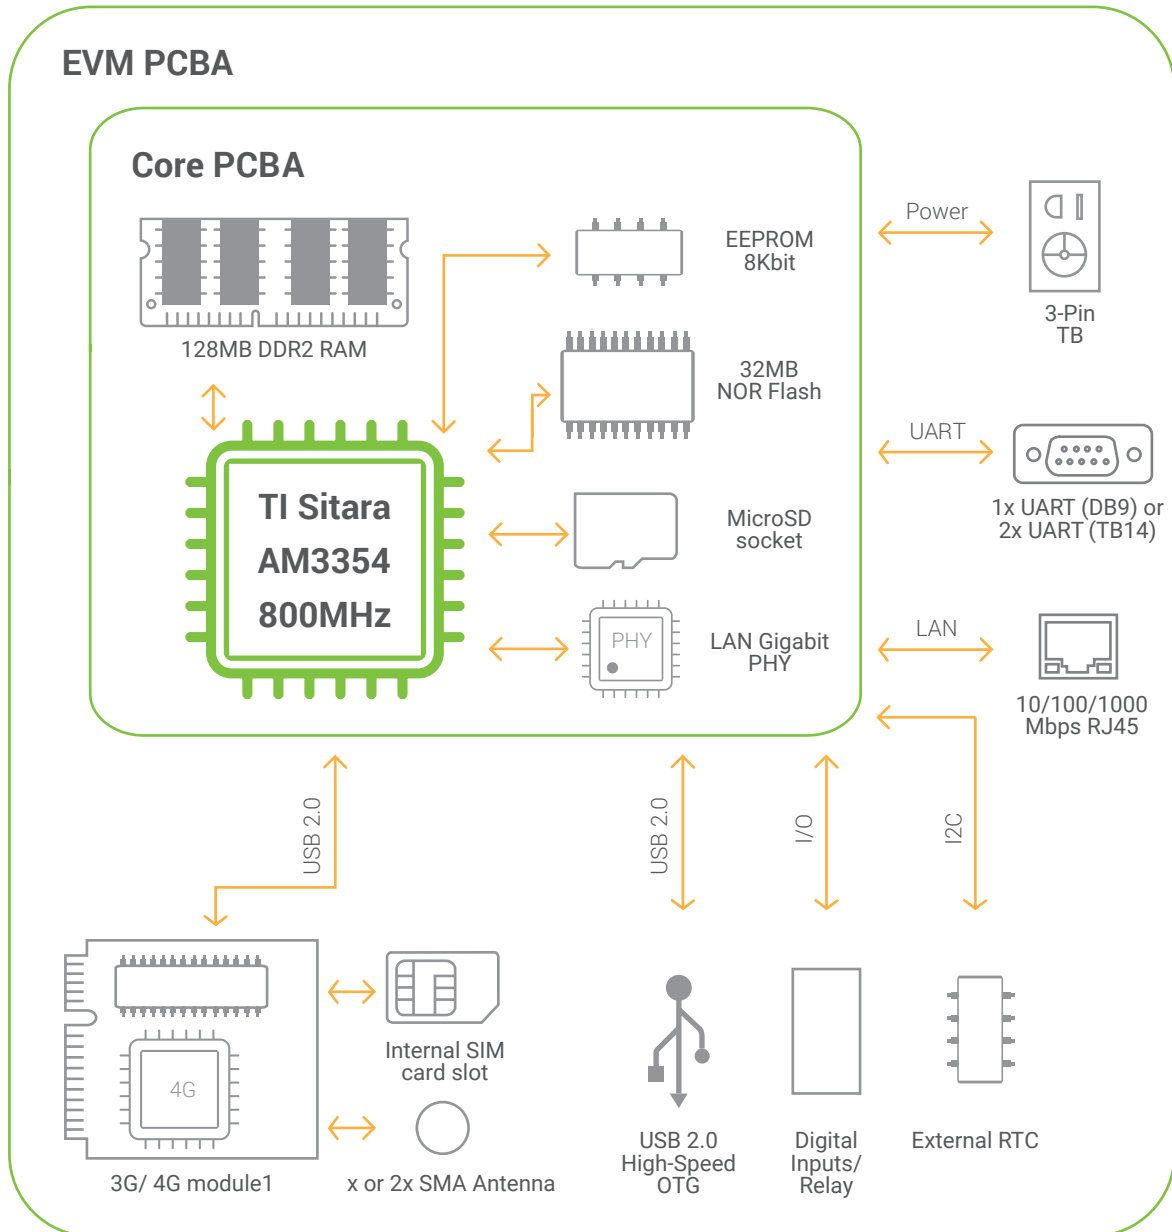 EVM PCBA
Core PCBA
128MB DDR2 RAM
EEPROM
8Kbit
32MB
NOR Flash
TI Sitara
AM3354
800MHz
MicroSD
socket
PHY
LAN Gigabit
PHY
Power
3-Pin
TB
UART
1x UART (DB9) or
2x UART (TB14)
LAN
10/100/1000
Mbps RJ45
USB 2.0
USB 2.0
I/O
I2C
4G
3G/ 4G module1
Internal SIM
card slot
x or 2x SMA Antenna
USB 2.0
High-Speed
OTG
Digital
Inputs/
Relay
External RTC